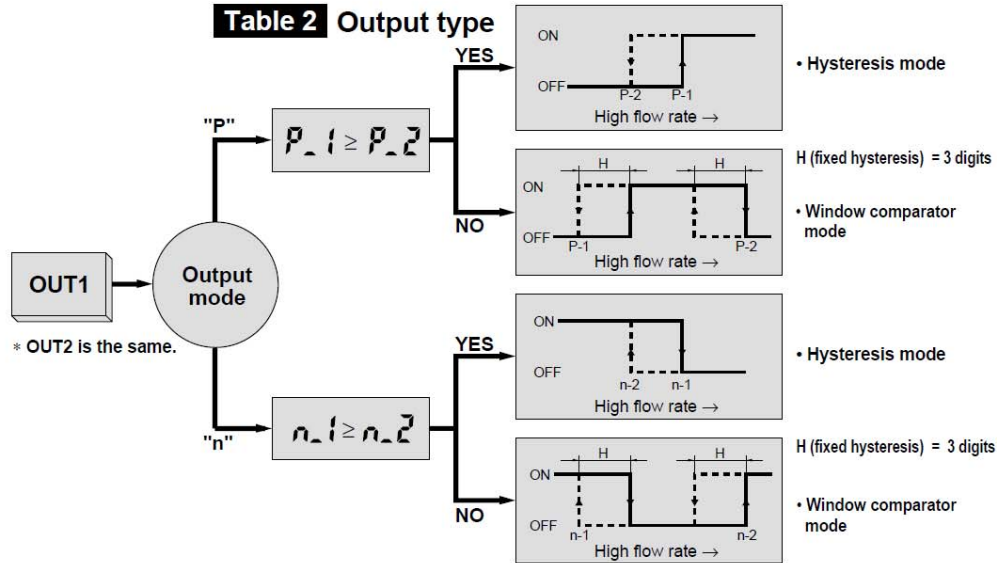 Table 2 Output type
OUT1
* OUT2 is the same.
Output
mode
"P"
P_1 ≥ P_2
YES
ON
OFF
P-2 P-1
High flow rate →
• Hysteresis mode
NO
H H
ON
OFF
P-1 P-2
High flow rate →
H (fixed hysteresis) = 3 digits
• Window comparator
mode
"n"
n_1 ≥ n_2
YES
ON
OFF
n-2 n-1
High flow rate →
• Hysteresis mode
NO
H H
ON
OFF
n-1 n-2
High flow rate →
H (fixed hysteresis) = 3 digits
• Window comparator
mode